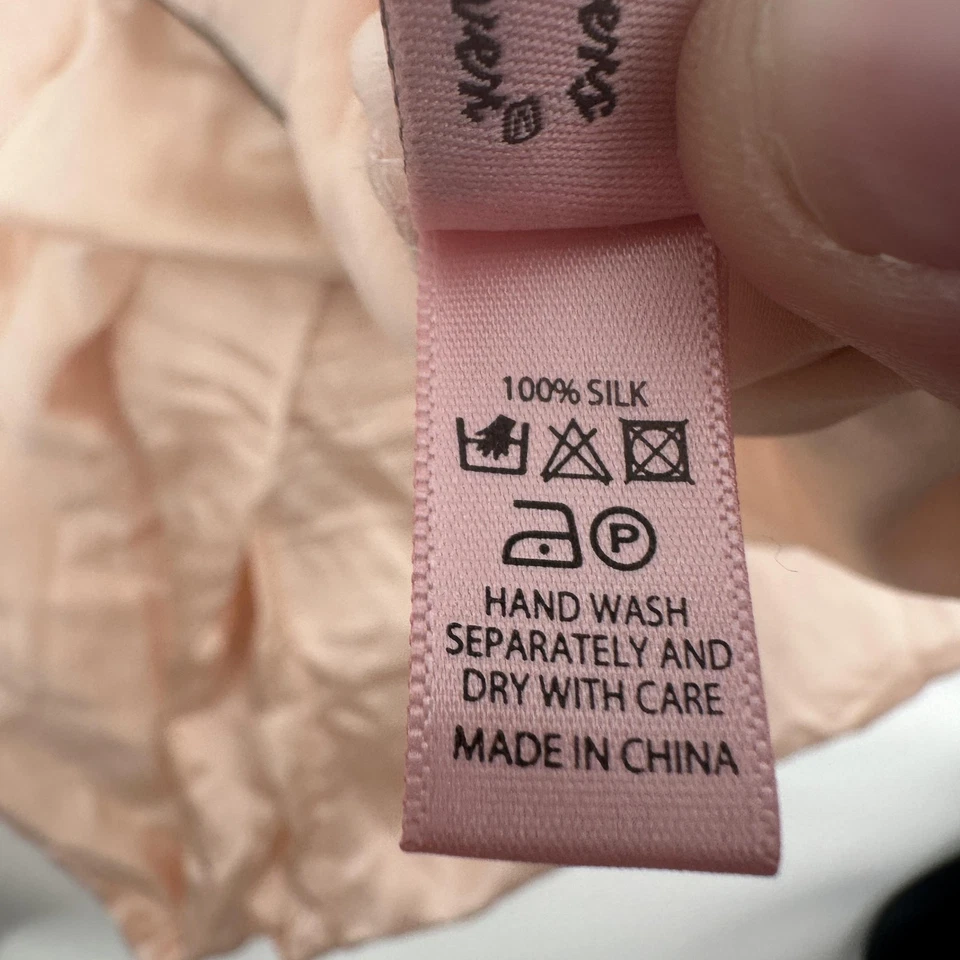 100% SILK
P
HAND WASH
SEPARATELY AND
DRY WITH CARE
MADE IN CHINA